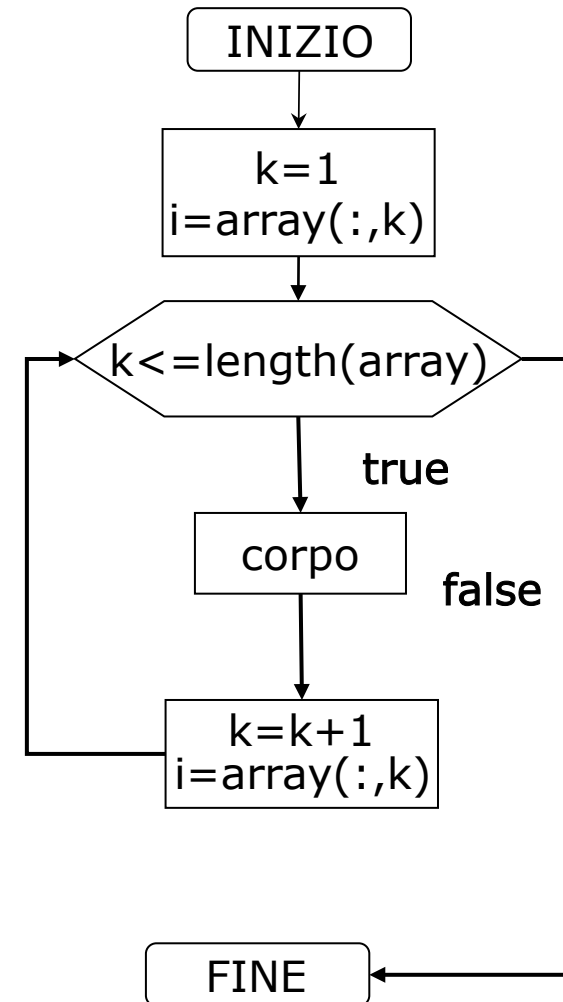 INIZIO
k=1
i=array(:,k)
k<=length(array)
true
corpo
false
k=k+1
i=array(:,k)
FINE